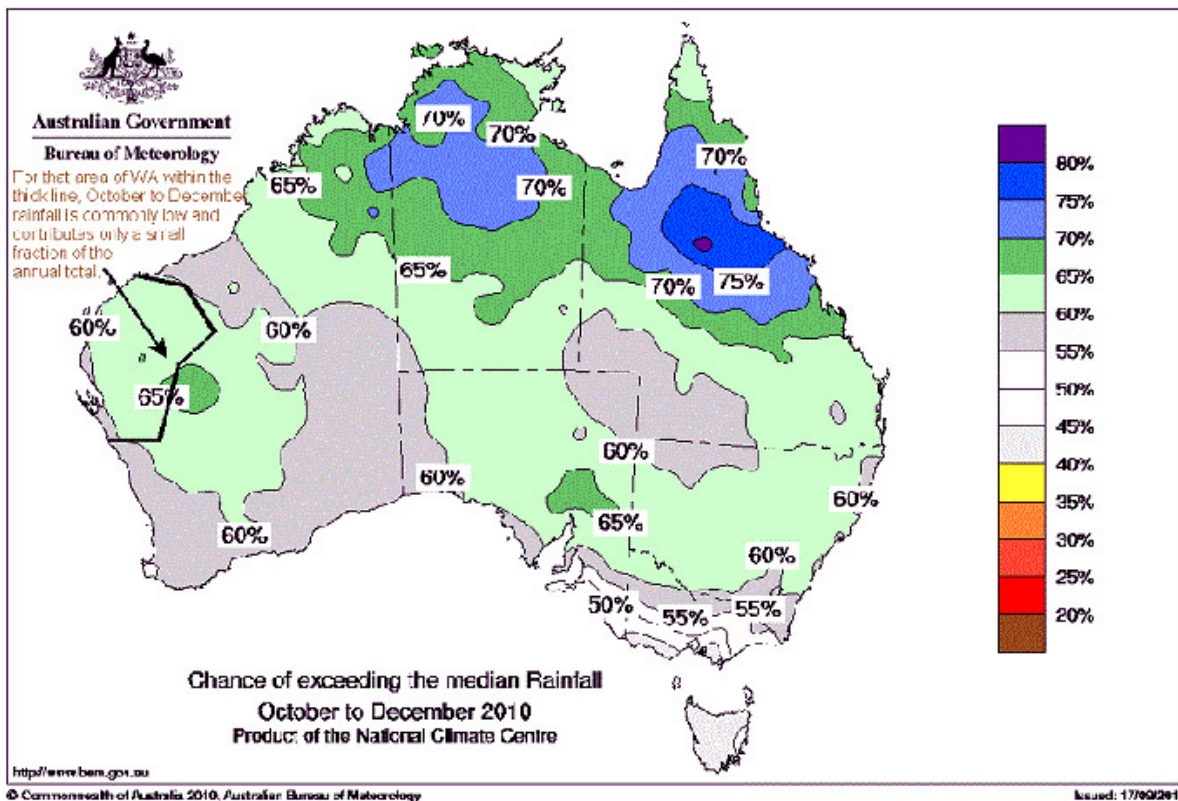 Australian Government
Bureau of Meteorology
For that area of WA within the
thick line, October to December
rainfall is commonly low and
contributes only a small
fraction of the
annual total.
70%
70%
70%
65%
70%
65%
70%
75%
60%
60%
65%
60%
60%
60%
65%
60%
60%
50%
55%
55%
80%
75%
70%
65%
60%
55%
50%
45%
40%
35%
30%
25%
20%
Chance of exceeding the median Rainfall
October to December 2010
Product of the National Climate Centre
http://www.bom.gov.au
© Commonwealth of Australia 2010, Australian Bureau of Meteorology
Issued: